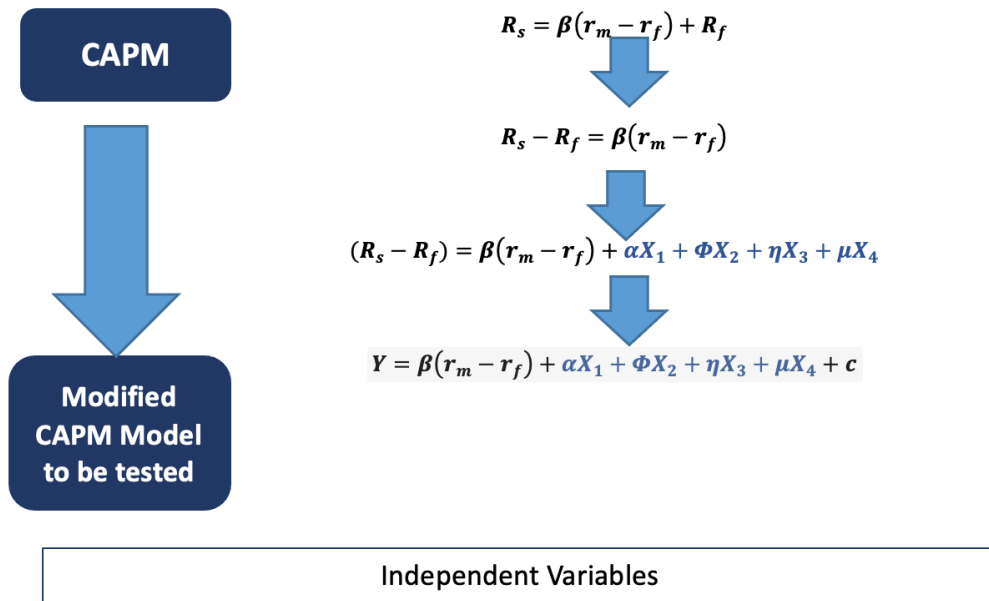 CAPM
R_s = β(r_m − r_f) + R_f
R_s − R_f = β(r_m − r_f)
(R_s − R_f) = β(r_m − r_f) + αX_1 + ΦX_2 + ηX_3 + μX_4
Y = β(r_m − r_f) + αX_1 + ΦX_2 + ηX_3 + μX_4 + c
Modified
CAPM Model
to be tested
Independent Variables